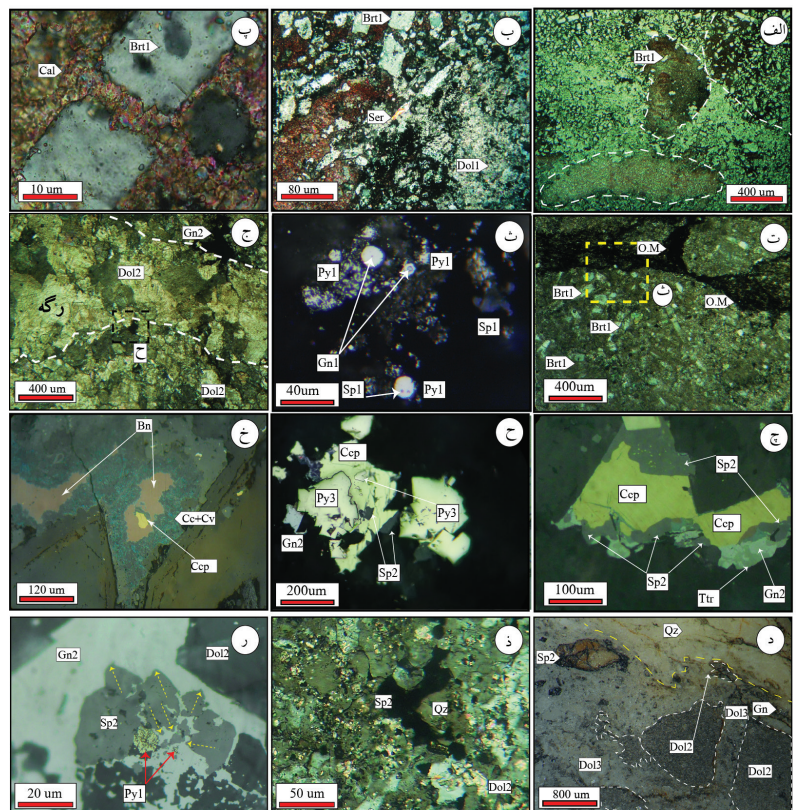 الف
Brt1
400 um
ب
Brt1
Ser
Dol1
80 um
پ
Brt1
Cal
10 um
ت
O.M
Brt1
ث
O.M
Brt1
Brt1
400um
ث
Py1
Py1
Sp1
Gn1
Sp1
Py1
40um
ج
Gn2
Dol2
رگه
ح
Dol2
400 um
چ
Sp2
Ccp
Ccp
Sp2
Ttr
Gn2
100um
ح
Ccp
Py3
Py3
Gn2
Sp2
200um
خ
Bn
Cc+Cv
Ccp
120 um
د
Qz
Sp2
Dol3
Gn
Dol2
Dol3
Dol2
800 um
ذ
Sp2
Qz
Dol2
50 um
ر
Gn2
Dol2
Sp2
Py1
20 um